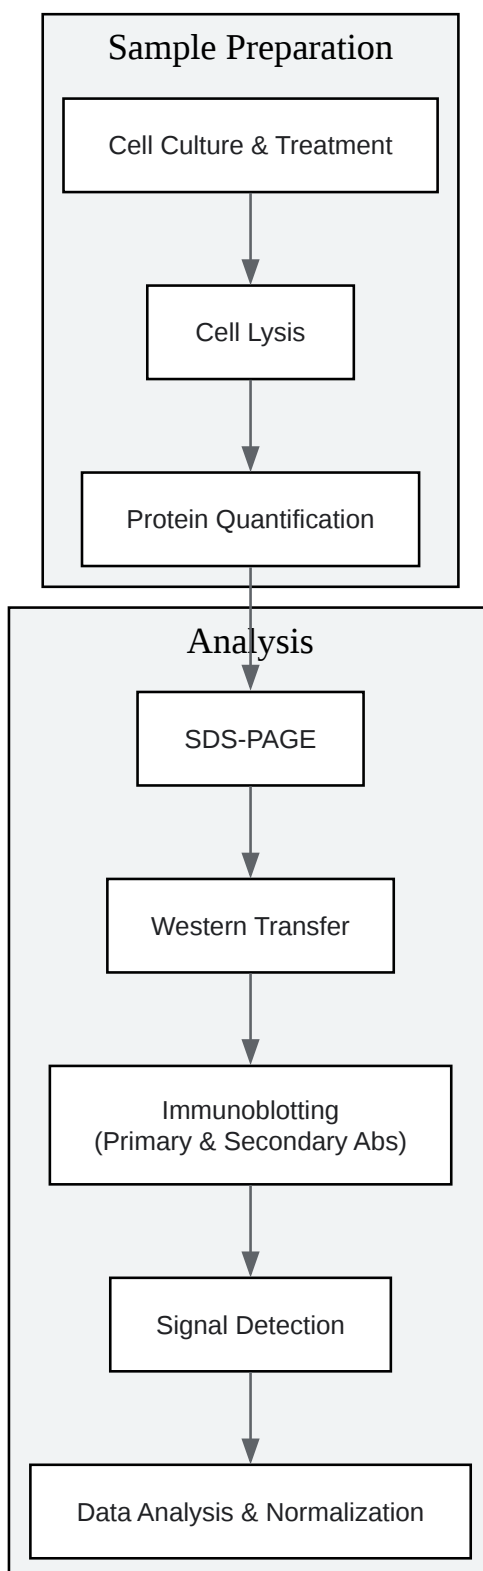 Sample Preparation
Cell Culture & Treatment
Cell Lysis
Protein Quantification
Analysis
SDS-PAGE
Western Transfer
Immunoblotting
(Primary & Secondary Abs)
Signal Detection
Data Analysis & Normalization